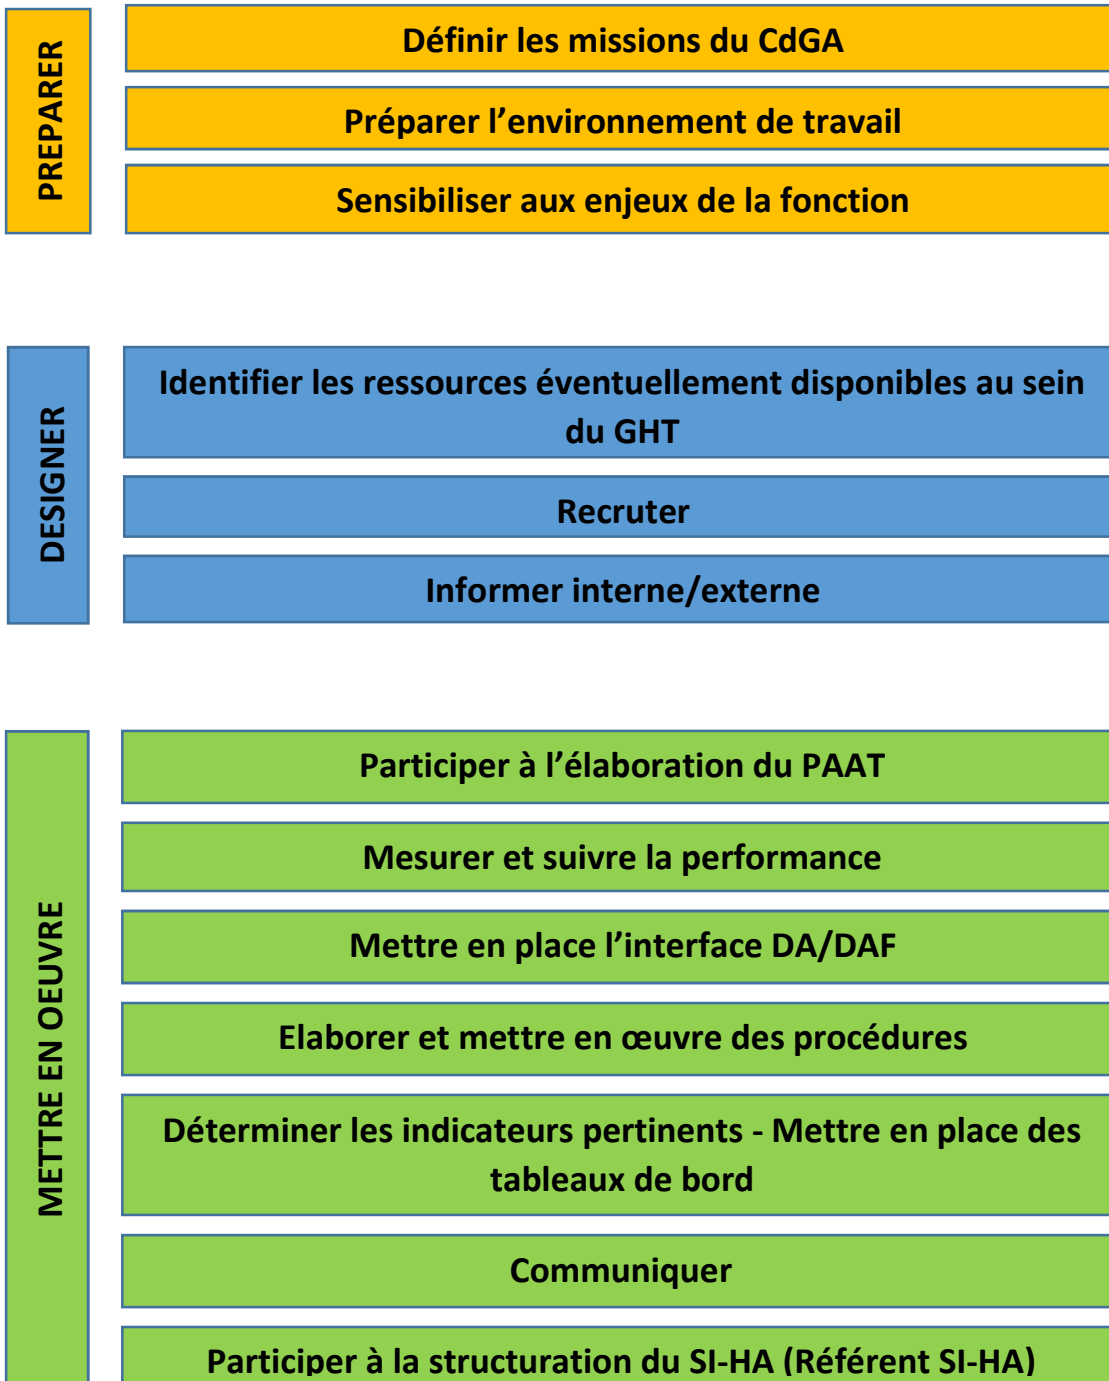 PREPARER
Définir les missions du CdGA
Préparer l'environnement de travail
Sensibiliser aux enjeux de la fonction
DESIGNER
Identifier les ressources éventuellement disponibles au sein
du GHT
Recruter
Informer interne/externe
METTRE EN OEUVRE
Participer à l'élaboration du PAAT
Mesurer et suivre la performance
Mettre en place l'interface DA/DAF
Elaborer et mettre en œuvre des procédures
Déterminer les indicateurs pertinents - Mettre en place des
tableaux de bord
Communiquer
Participer à la structuration du SI-HA (Référent SI-HA)